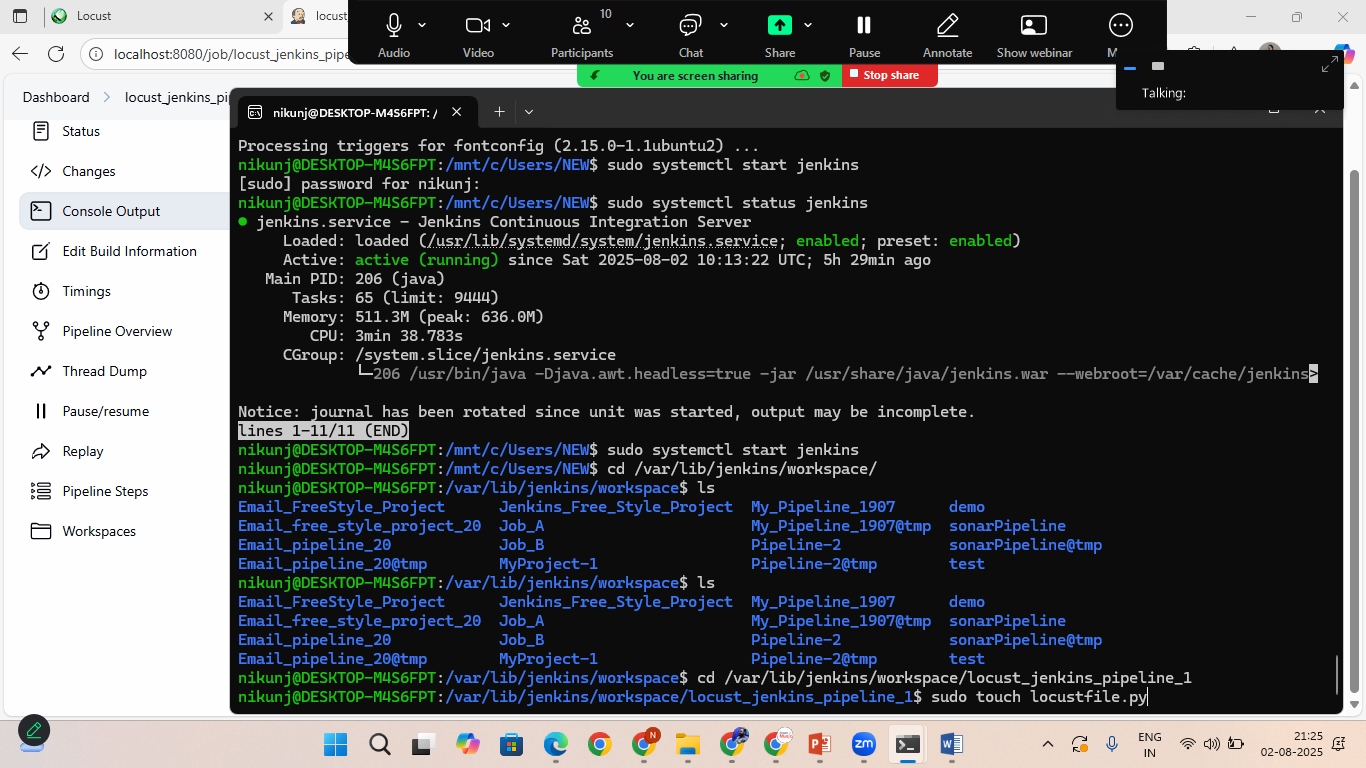 Locust
locust
10
Audio
Video
Participants
Chat
Share
Pause
Annotate
Show webinar
You are screen sharing
Stop share
Talking:
localhost:8080/job/locust_jenkins_pipe
Dashboard
locust_jenkins_pi
Status
Changes
Console Output
Edit Build Information
Timings
Pipeline Overview
Thread Dump
Pause/resume
Replay
Pipeline Steps
Workspaces
nikunj@DESKTOP-M4S6FPT: /
Processing triggers for fontconfig (2.15.0-1.1ubuntu2) ...
nikunj@DESKTOP-M4S6FPT:/mnt/c/Users/NEW$ sudo systemctl start jenkins
[sudo] password for nikunj:
nikunj@DESKTOP-M4S6FPT:/mnt/c/Users/NEW$ sudo systemctl status jenkins
● jenkins.service - Jenkins Continuous Integration Server
Loaded: loaded (/usr/lib/systemd/system/jenkins.service; enabled; preset: enabled)
Active: active (running) since Sat 2025-08-02 10:13:22 UTC; 5h 29min ago
Main PID: 206 (java)
Tasks: 65 (limit: 9444)
Memory: 511.3M (peak: 636.0M)
CPU: 3min 38.783s
CGroup: /system.slice/jenkins.service
└─206 /usr/bin/java -Djava.awt.headless=true -jar /usr/share/java/jenkins.war --webroot=/var/cache/jenkins>
Notice: journal has been rotated since unit was started, output may be incomplete.
lines 1-11/11 (END)
nikunj@DESKTOP-M4S6FPT:/mnt/c/Users/NEW$ sudo systemctl start jenkins
nikunj@DESKTOP-M4S6FPT:/mnt/c/Users/NEW$ cd /var/lib/jenkins/workspace/
nikunj@DESKTOP-M4S6FPT:/var/lib/jenkins/workspace$ ls
Email_FreeStyle_Project Jenkins_Free_Style_Project My_Pipeline_1907 demo
Email_free_style_project_20 Job_A My_Pipeline_1907@tmp sonarPipeline
Email_pipeline_20 Job_B Pipeline-2 sonarPipeline@tmp
Email_pipeline_20@tmp MyProject-1 Pipeline-2@tmp test
nikunj@DESKTOP-M4S6FPT:/var/lib/jenkins/workspace$ ls
Email_FreeStyle_Project Jenkins_Free_Style_Project My_Pipeline_1907 demo
Email_free_style_project_20 Job_A My_Pipeline_1907@tmp sonarPipeline
Email_pipeline_20 Job_B Pipeline-2 sonarPipeline@tmp
Email_pipeline_20@tmp MyProject-1 Pipeline-2@tmp test
nikunj@DESKTOP-M4S6FPT:/var/lib/jenkins/workspace$ cd /var/lib/jenkins/workspace/locust_jenkins_pipeline_1
nikunj@DESKTOP-M4S6FPT:/var/lib/jenkins/workspace/locust_jenkins_pipeline_1$ sudo touch locustfile.py
N
zm
ENG
IN
21:25
02-08-2025